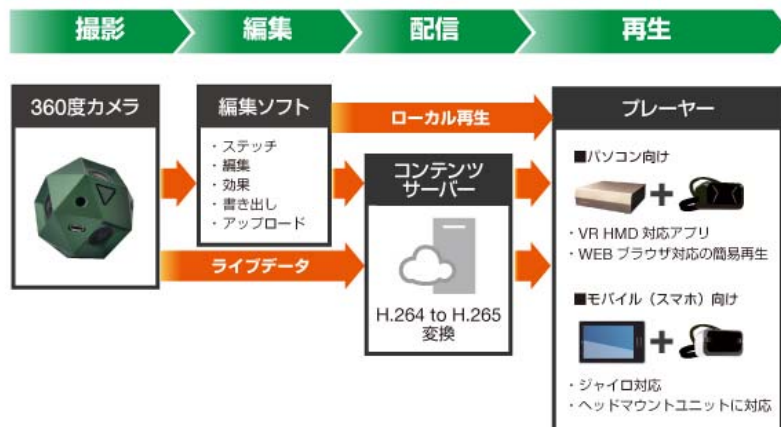 撮影
編集
配信
再生
360度カメラ
編集ソフト
・ステッチ
・編集
・効果
・書き出し
・アップロード
ローカル再生
ライブデータ
コンテンツ
サーバー
H.264 to H.265
変換
プレーヤー
■パソコン向け
・VR HMD 対応アプリ
・WEB ブラウザ対応の簡易再生
■モバイル（スマホ）向け
・ジャイロ対応
・ヘッドマウントユニットに対応